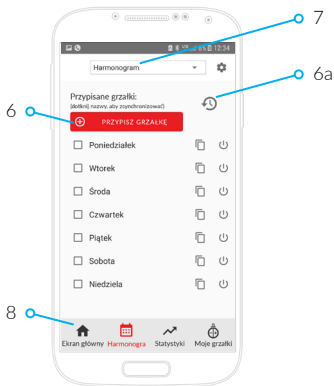 7
12:34
Harmonogram
6a
Przypisane grzałki:
(dotknij nazwy, aby zsynchronizować)
6
PRZYPISZ GRZAŁKĘ
Poniedziałek
Wtorek
Środa
Czwartek
Piątek
Sobota
Niedziela
8
Ekran główny Harmonogra Statystyki Moje grzałki